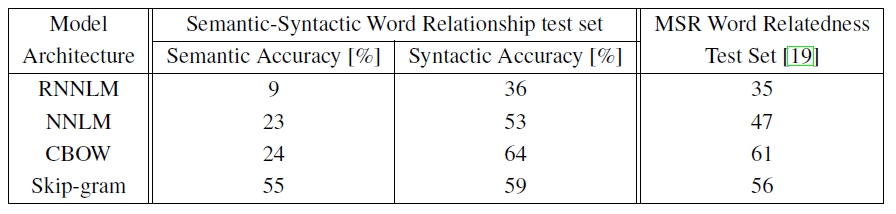 Model Semantic-Syntactic Word Relationship test set MSR Word Relatedness
Architecture Semantic Accuracy [%] Syntactic Accuracy [%] Test Set [19]
RNNLM 9 36 35
NNLM 23 53 47
CBOW 24 64 61
Skip-gram 55 59 56